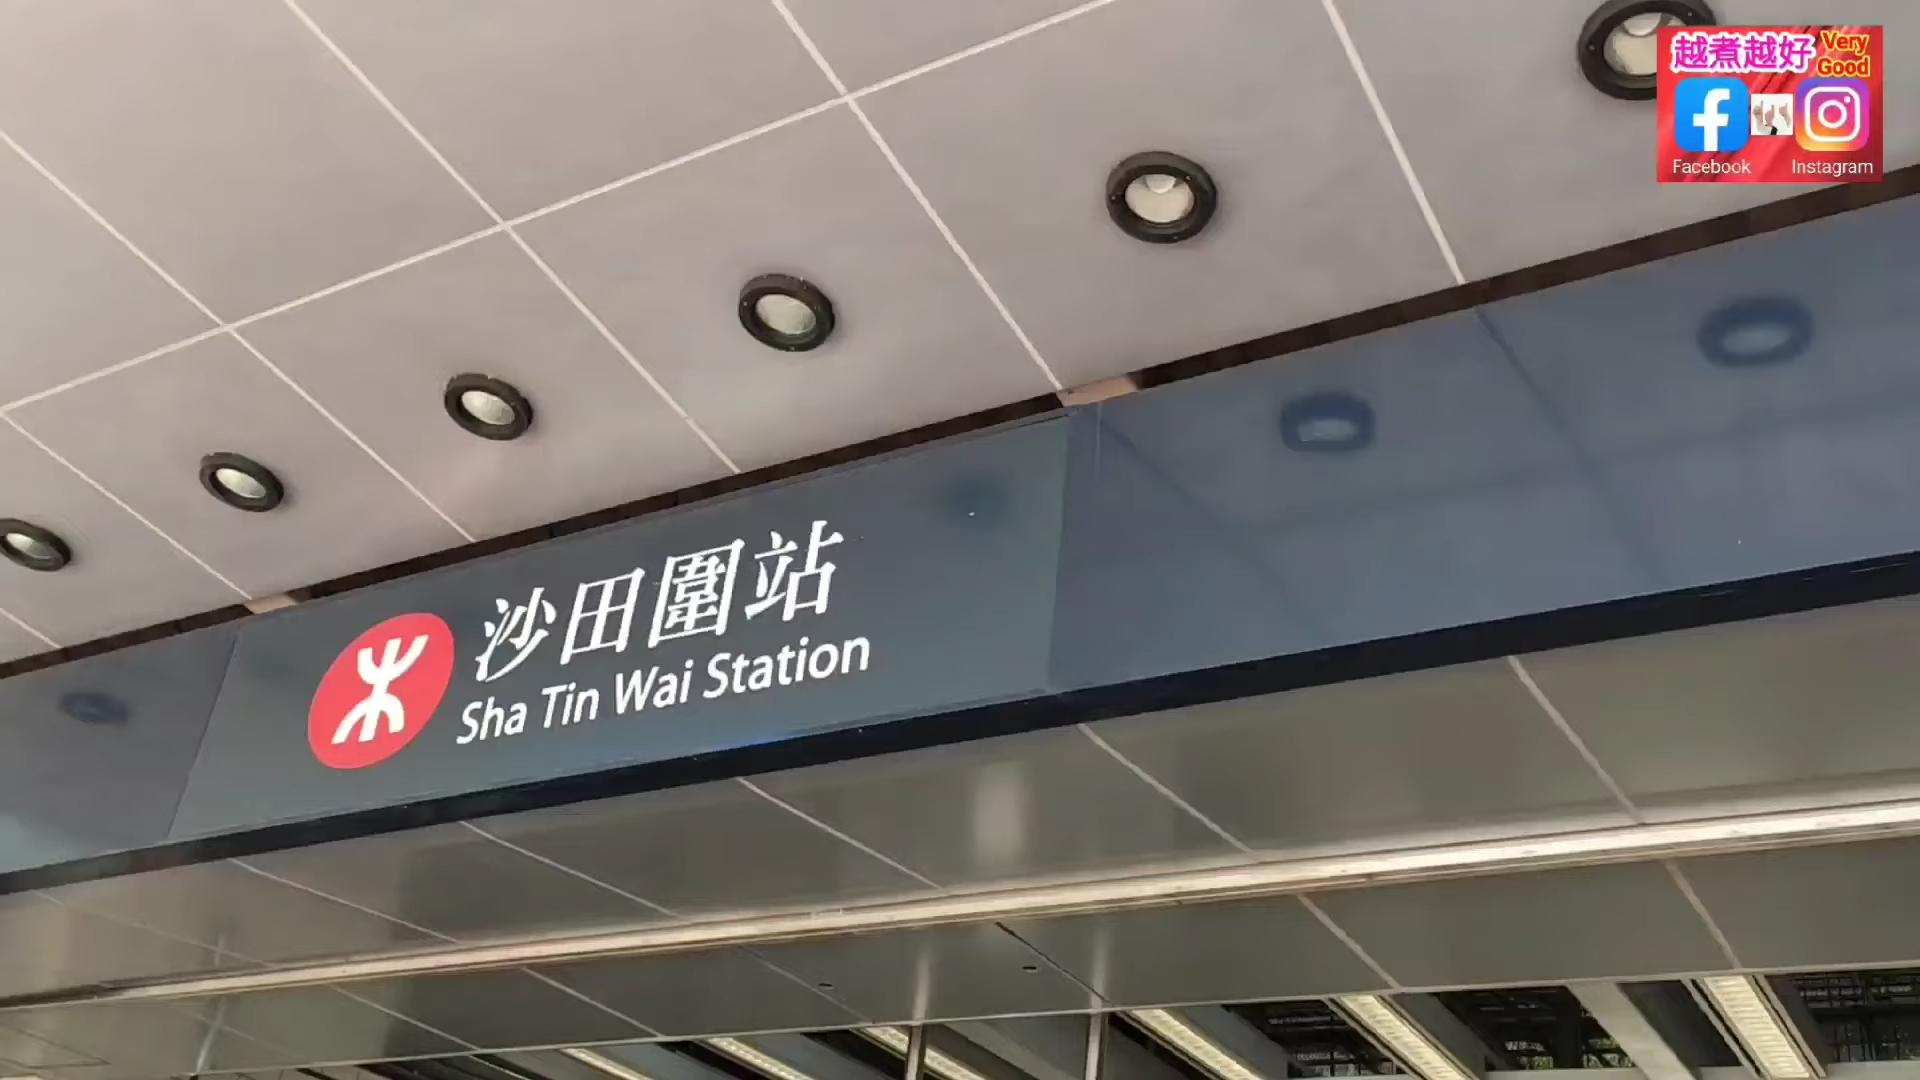 越煮越好 Very Good
Facebook Instagram
沙田圍站
Sha Tin Wai Station